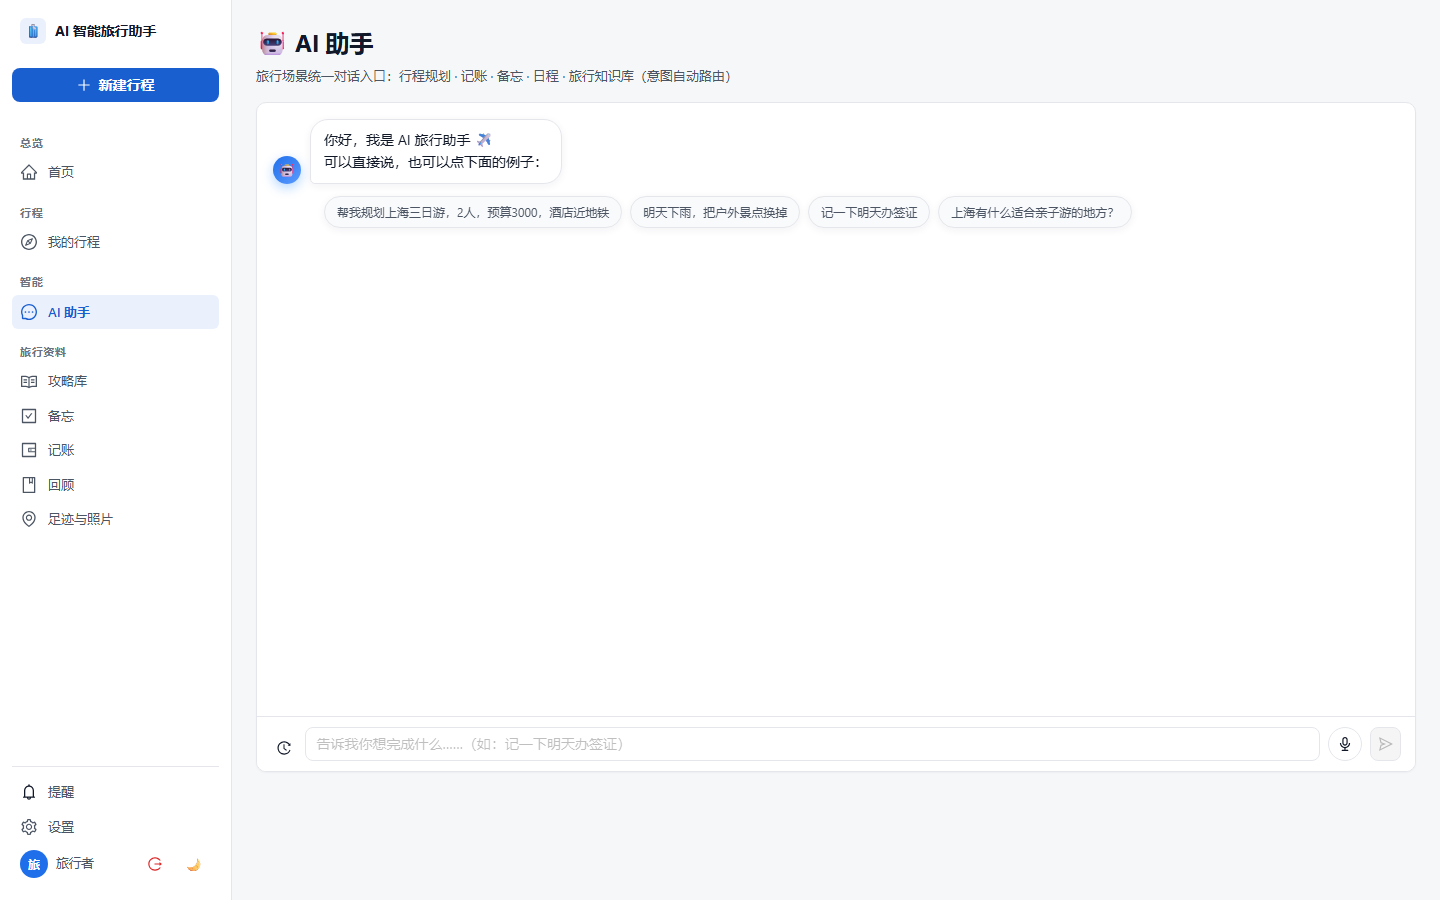 AI 智能旅行助手
新建行程
总览
首页
行程
我的行程
智能
AI 助手
旅行资料
攻略库
备忘
记账
回顾
足迹与照片
提醒
设置
旅 旅行者
AI 助手
旅行场景统一对话入口：行程规划 · 记账 · 备忘 · 日程 · 旅行知识库（意图自动路由）
你好，我是 AI 旅行助手
可以直接说，也可以点下面的例子：
帮我规划上海三日游，2人，预算3000，酒店近地铁
明天下雨，把户外景点换掉
记一下明天办签证
上海有什么适合亲子游的地方？
告诉我你想完成什么……（如：记一下明天办签证）